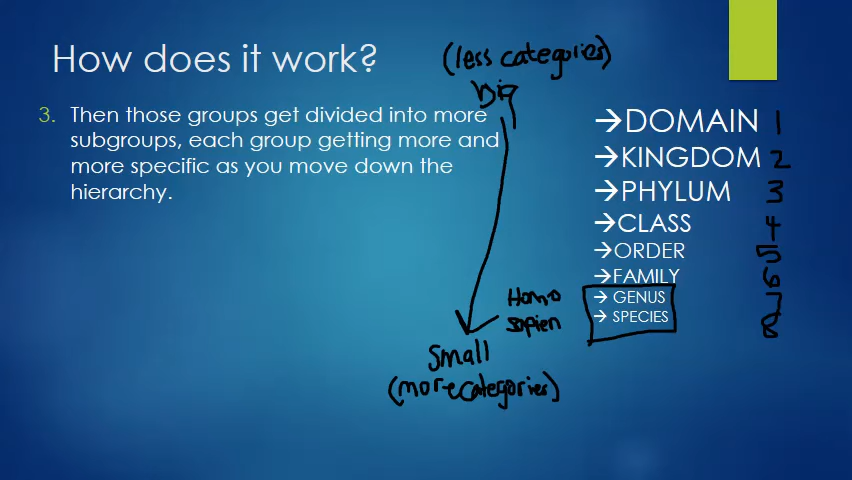 How does it work?
(less categories)
big
3. Then those groups get divided into more
subgroups, each group getting more and
more specific as you move down the
hierarchy.
→DOMAIN 1
→KINGDOM 2
→PHYLUM 3
→CLASS 4
→ORDER 5
→FAMILY 6
→ GENUS 7
→ SPECIES 8
Homo
sapien
small
(more categories)